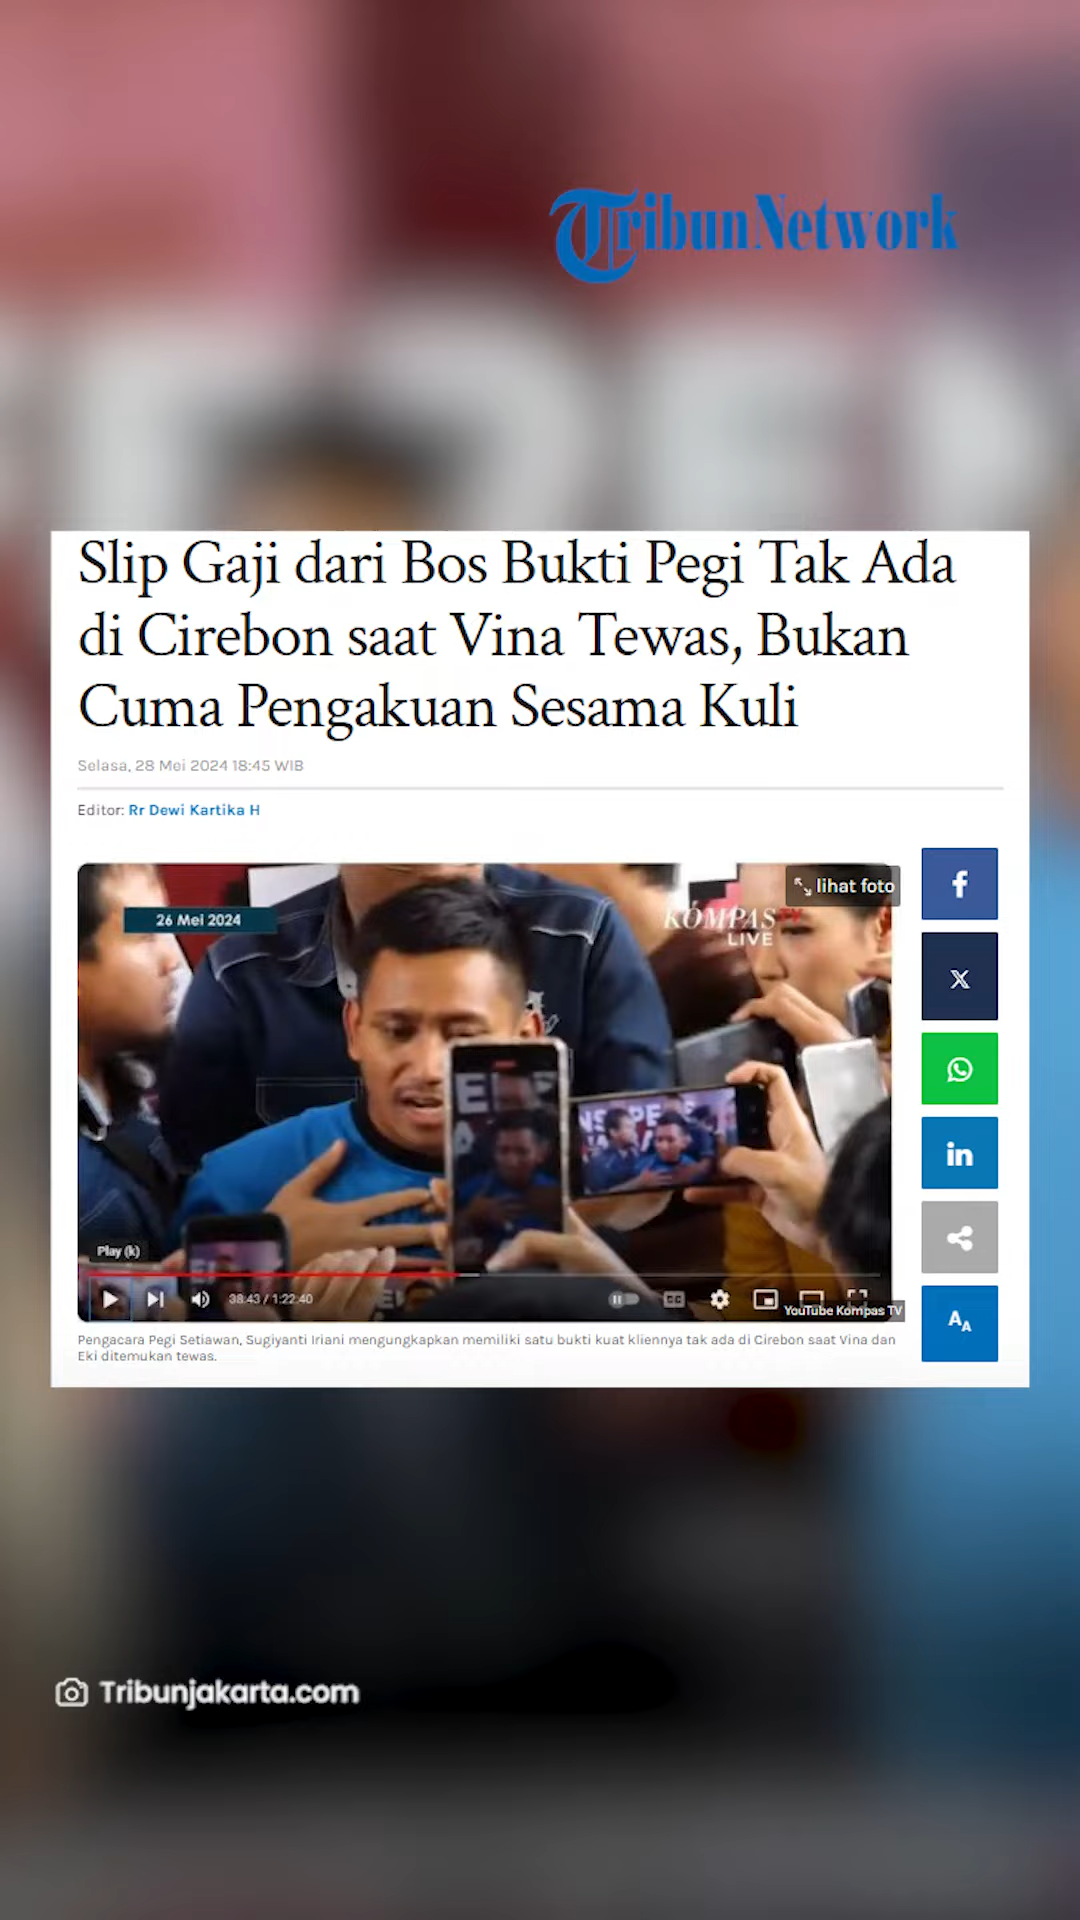 TribunNetwork
Slip Gaji dari Bos Bukti Pegi Tak Ada
di Cirebon saat Vina Tewas, Bukan
Cuma Pengakuan Sesama Kuli
Selasa, 28 Mei 2024 18:45 WIB
Editor: Rr Dewi Kartika H
lihat foto
26 Mei 2024
KOMPAS TV
LIVE
Play (k)
38:43 / 1:22:40
CC
YouTube Kompas TV
Pengacara Pegi Setiawan, Sugiyanti Iriani mengungkapkan memiliki satu bukti kuat kliennya tak ada di Cirebon saat Vina dan
Eki ditemukan tewas.
f
X
in
AA
Tribunjakarta.com